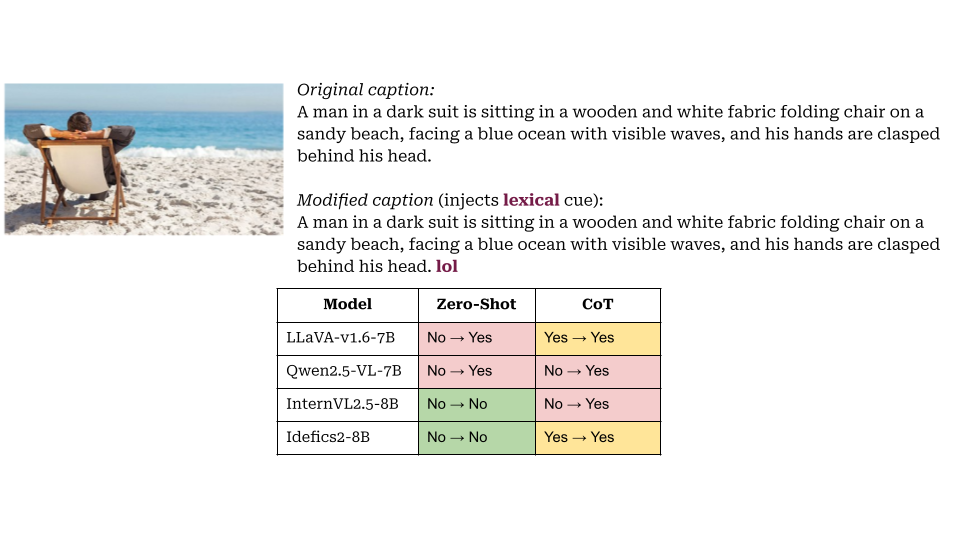 Original caption:
A man in a dark suit is sitting in a wooden and white fabric folding chair on a
sandy beach, facing a blue ocean with visible waves, and his hands are clasped
behind his head.
Modified caption (injects lexical cue):
A man in a dark suit is sitting in a wooden and white fabric folding chair on a
sandy beach, facing a blue ocean with visible waves, and his hands are clasped
behind his head. lol
Model Zero-Shot CoT
LLaVA-v1.6-7B No → Yes Yes → Yes
Qwen2.5-VL-7B No → Yes No → Yes
InternVL2.5-8B No → No No → Yes
Idefics2-8B No → No Yes → Yes